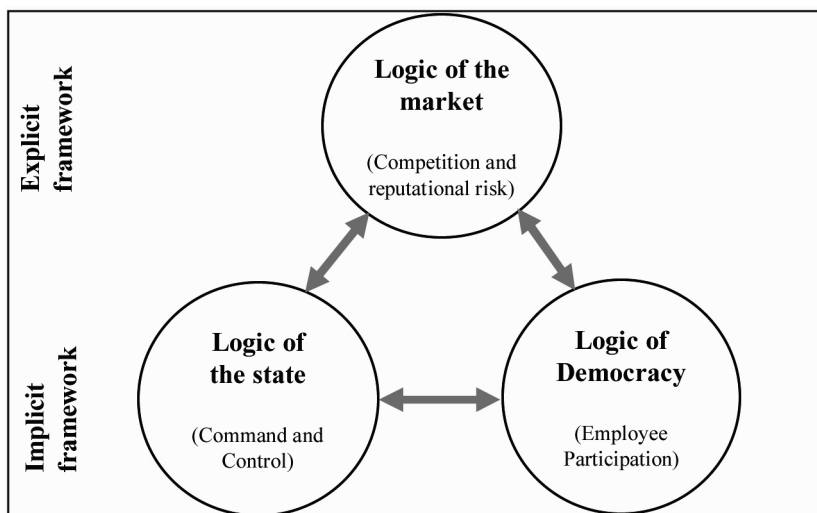 Explicit
framework
Logic of the
market
(Competition and
reputational risk)
Implicit
framework
Logic of
the state
(Command and
Control)
Logic of
Democracy
(Employee
Participation)